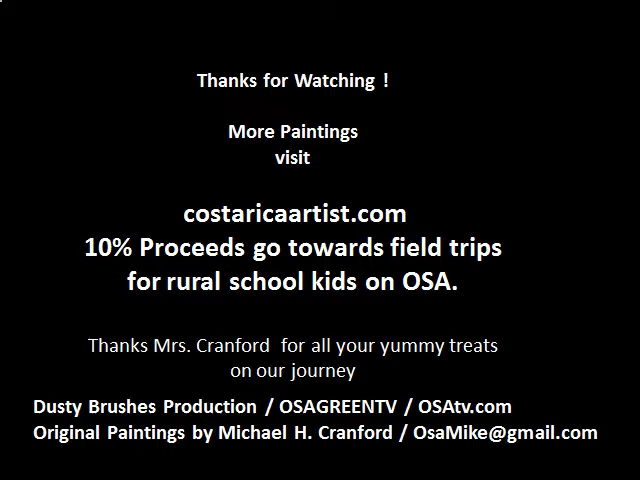 Thanks for Watching !
More Paintings
visit
costaricaartist.com
10% Proceeds go towards field trips
for rural school kids on OSA.
Thanks Mrs. Cranford for all your yummy treats
on our journey
Dusty Brushes Production / OSAGREENTV / OSAtv.com
Original Paintings by Michael H. Cranford / OsaMike@gmail.com